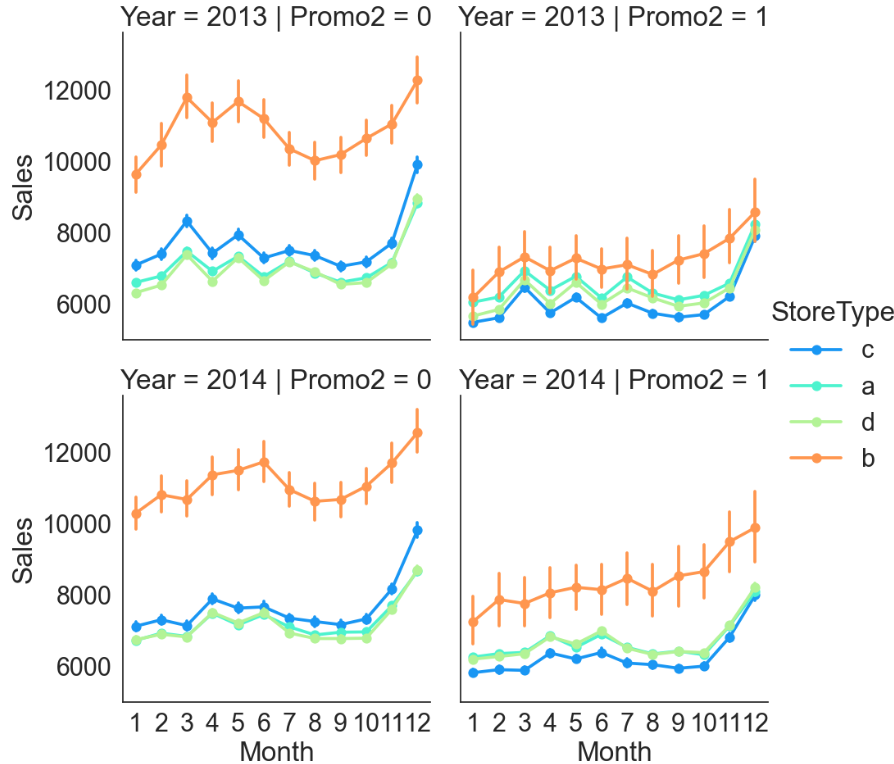 Year = 2013 | Promo2 = 0
Year = 2013 | Promo2 = 1
12000
10000
8000
6000
Sales
StoreType
c
a
d
b
Year = 2014 | Promo2 = 0
Year = 2014 | Promo2 = 1
12000
10000
8000
6000
Sales
1 2 3 4 5 6 7 8 9 10 11 12
1 2 3 4 5 6 7 8 9 10 11 12
Month
Month